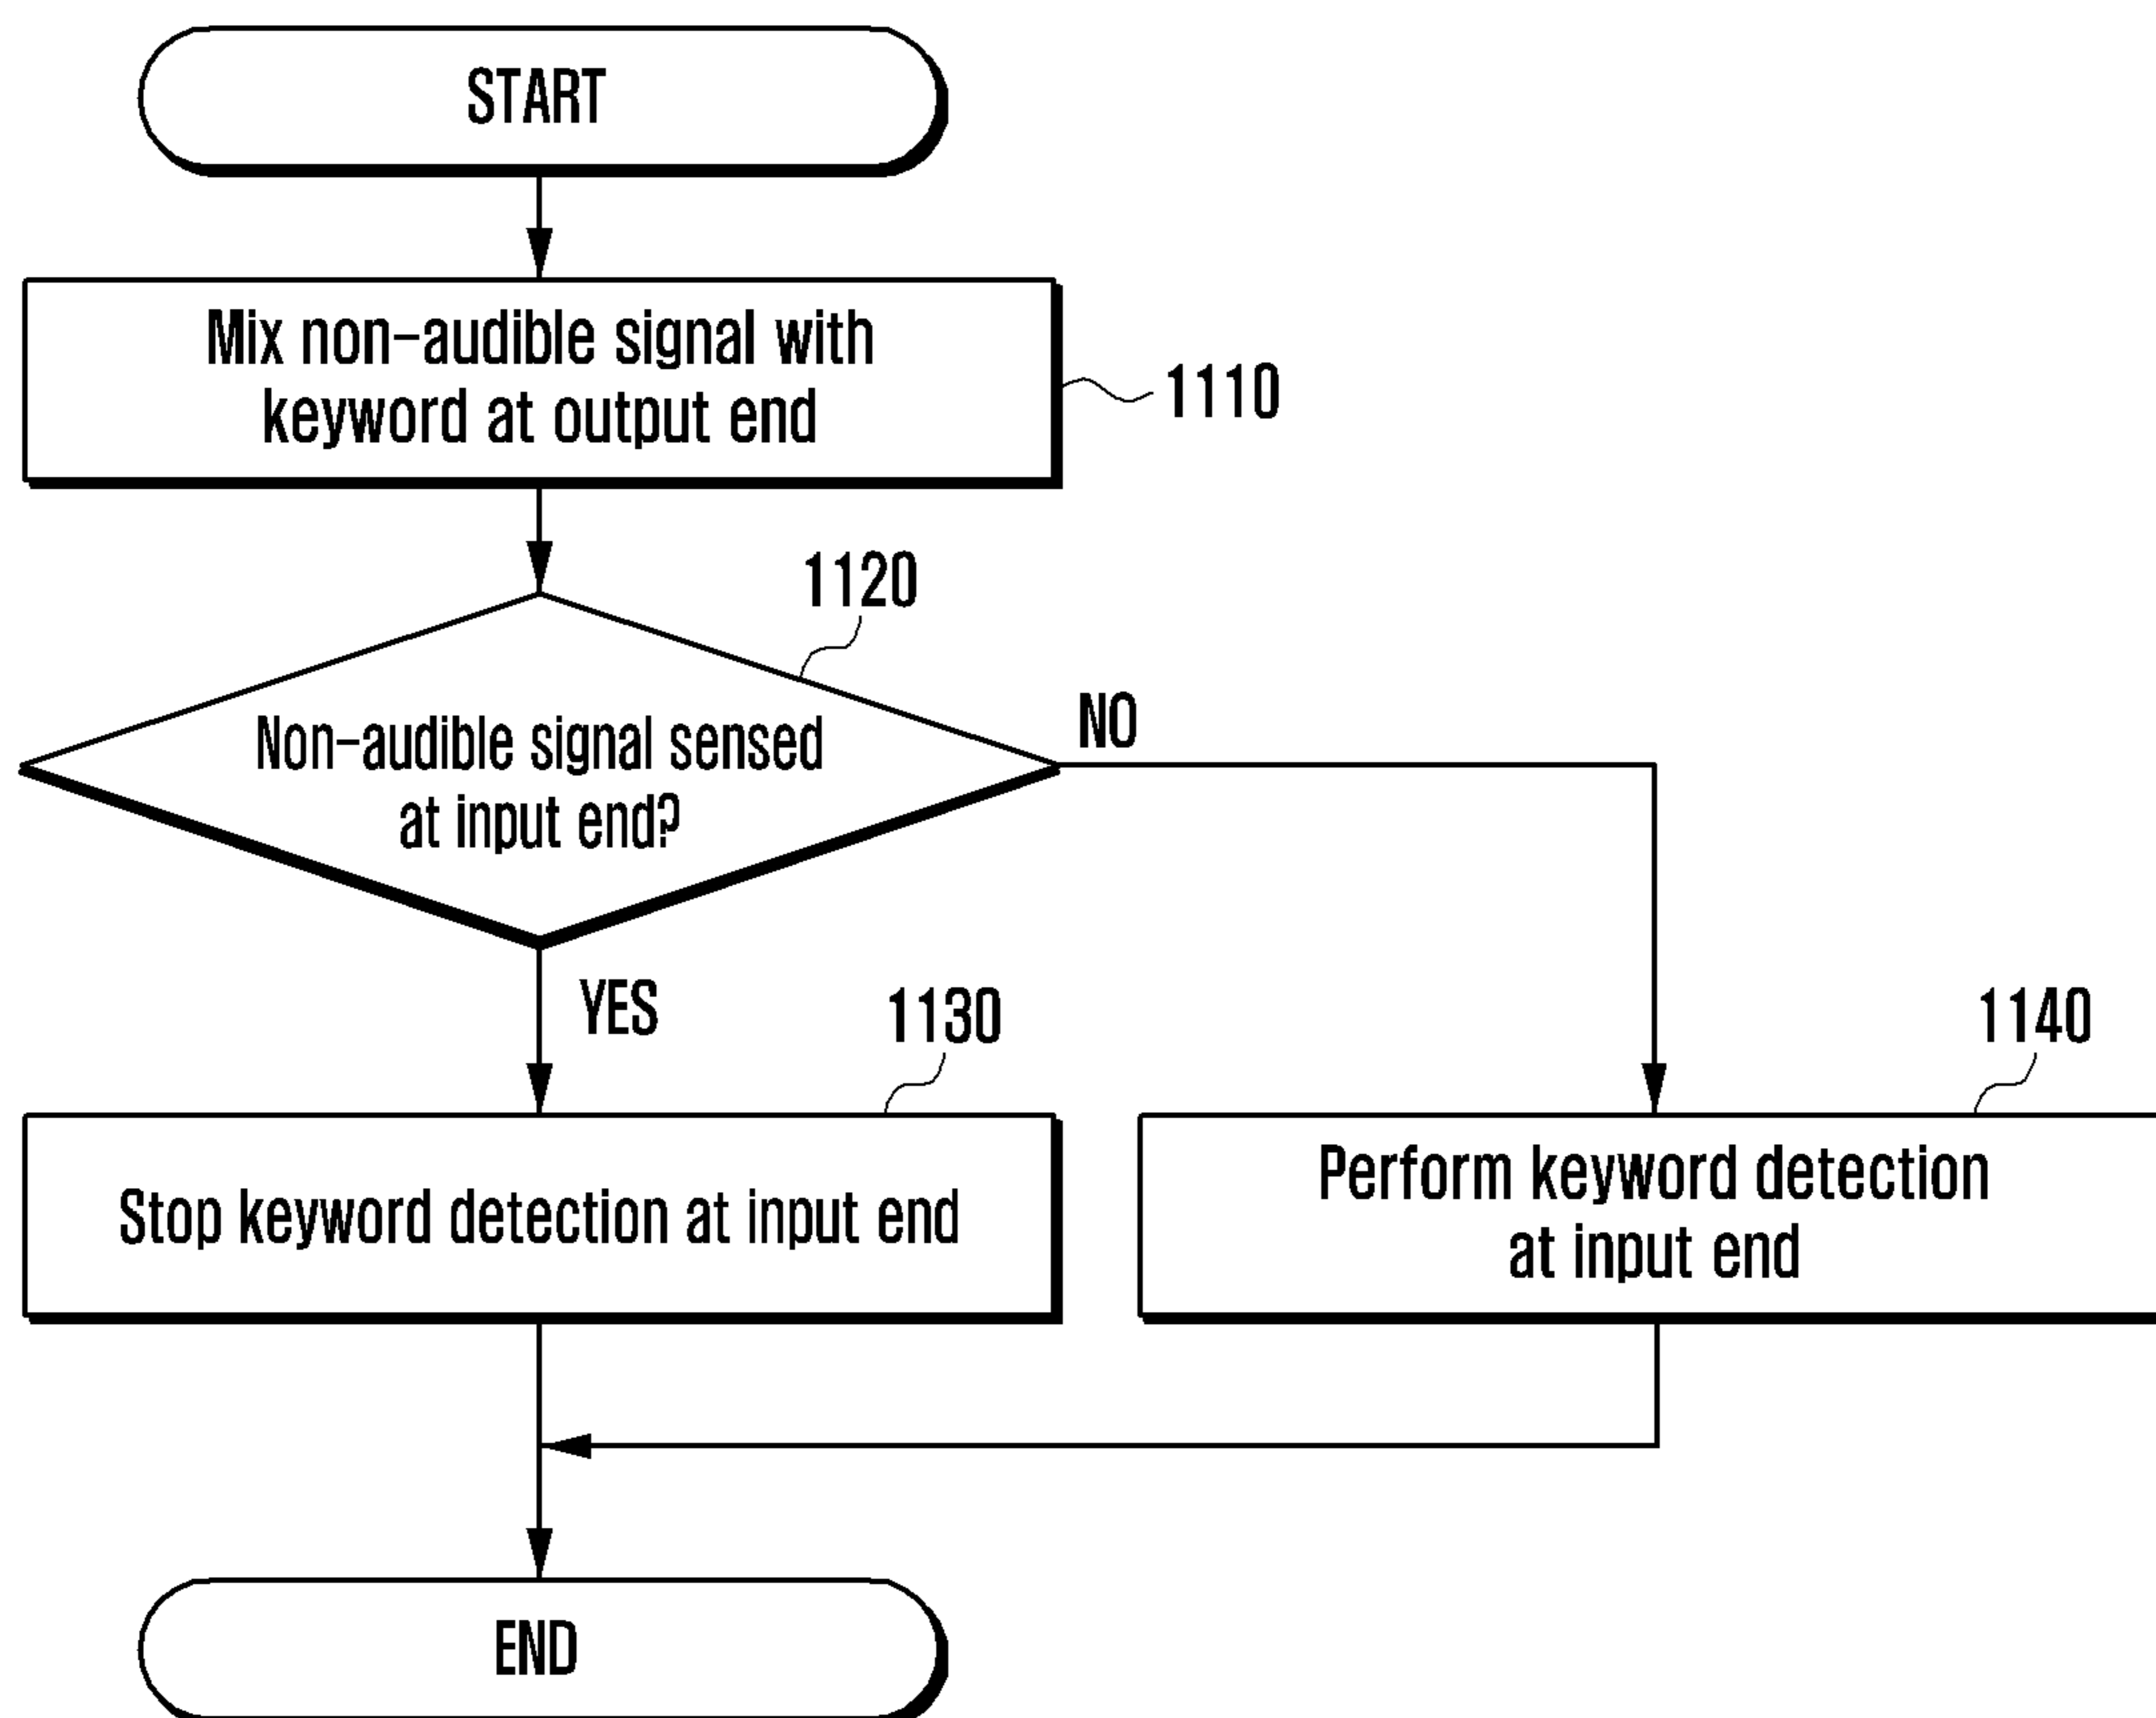 START
Mix non-audible signal with
keyword at output end
1110
1120
Non-audible signal sensed
at input end?
NO
YES
1130
1140
Stop keyword detection at input end
Perform keyword detection
at input end
END